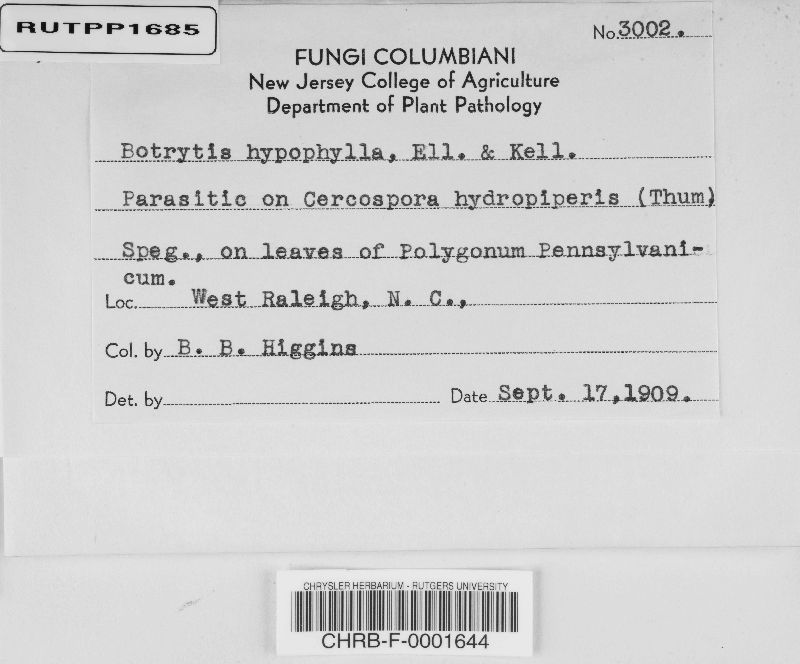 RUTPP1685
No. 3002.
FUNGI COLUMBIANI
New Jersey College of Agriculture
Department of Plant Pathology
Botrytis hypophylla, Ell. & Kell.
Parasitic on Cercospora hydropiperis (Thum)
Speg., on leaves of Polygonum Pennsylvani-
cum.
Loc. West Raleigh, N. C.,
Col. by B. B. Higgins
Det. by Date Sept. 17,1909.
CHRYSLER HERBARIUM - RUTGERS UNIVERSITY
CHRB-F-0001644